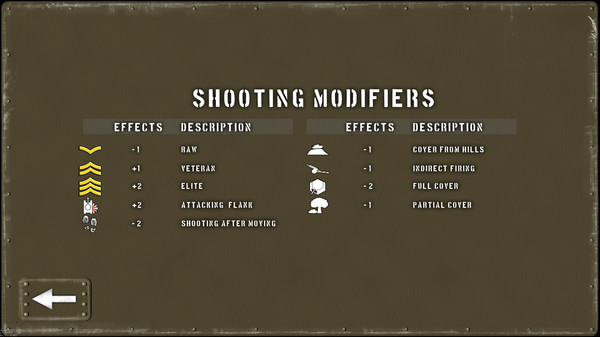 SHOOTING MODIFIERS
EFFECTS DESCRIPTION
-1 RAW
+1 VETERAN
+2 ELITE
+2 ATTACKING FLANK
-2 SHOOTING AFTER MOVING
EFFECTS DESCRIPTION
-1 COVER FROM HILLS
-1 INDIRECT FIRING
-2 FULL COVER
-1 PARTIAL COVER